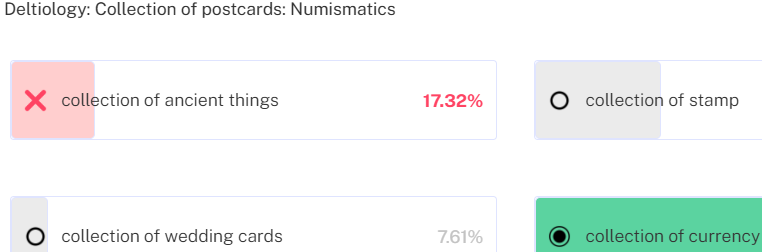 Deltiology: Collection of postcards: Numismatics
collection of ancient things 17.32%
collection of stamp
collection of wedding cards 7.61%
collection of currency